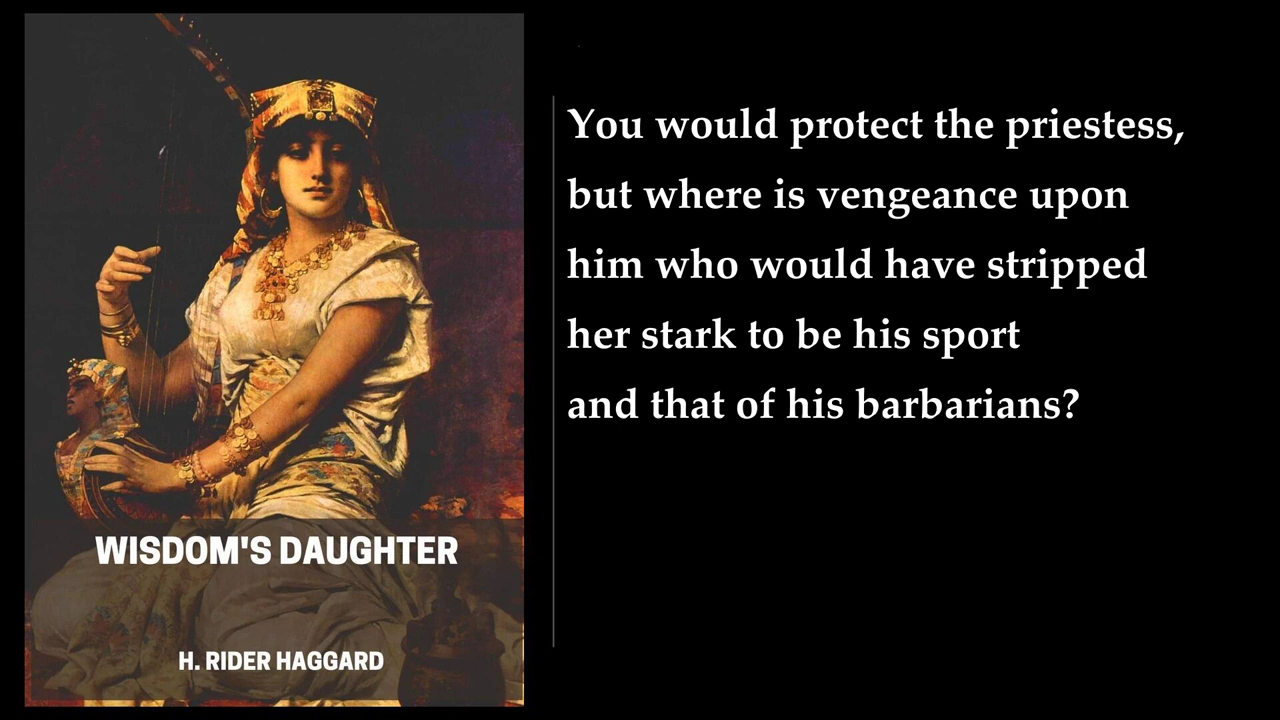 WISDOM'S DAUGHTER
H. RIDER HAGGARD
You would protect the priestess,
but where is vengeance upon
him who would have stripped
her stark to be his sport
and that of his barbarians?